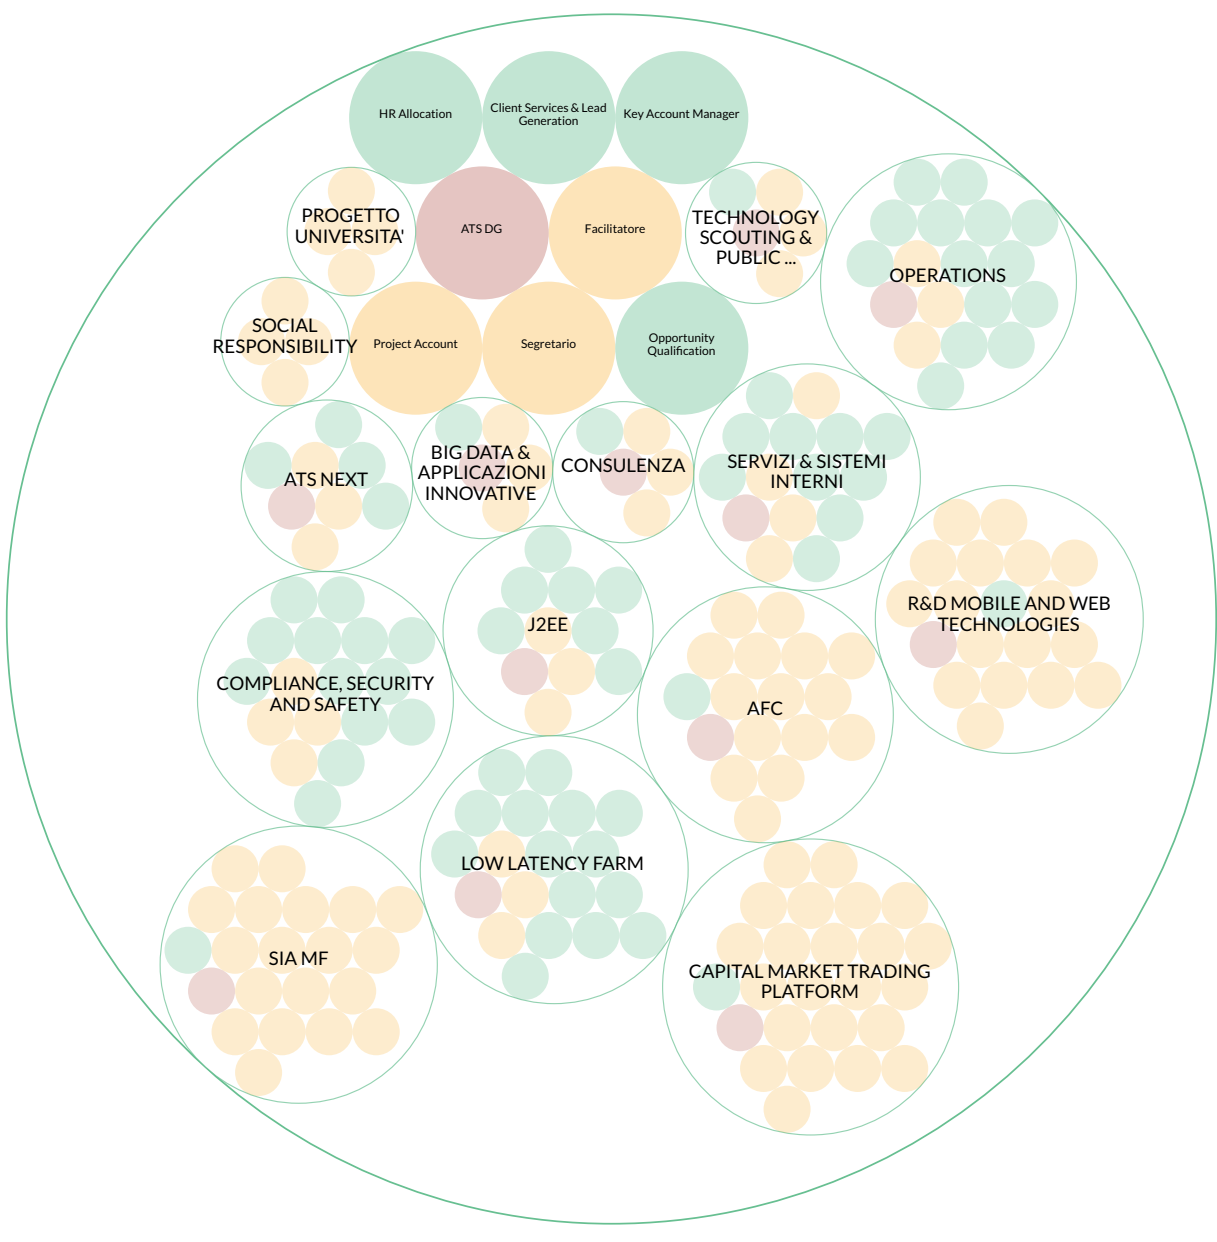 HR Allocation
Client Services & Lead
Generation
Key Account Manager
PROGETTO
UNIVERSITA'
ATS DG
Facilitatore
TECHNOLOGY
SCOUTING &
PUBLIC ...
OPERATIONS
SOCIAL
RESPONSIBILITY
Project Account
Segretario
Opportunity
Qualification
ATS NEXT
BIG DATA &
APPLICAZIONI
INNOVATIVE
CONSULENZA
SERVIZI & SISTEMI
INTERNI
R&D MOBILE AND WEB
TECHNOLOGIES
J2EE
COMPLIANCE, SECURITY
AND SAFETY
AFC
LOW LATENCY FARM
SIA MF
CAPITAL MARKET TRADING
PLATFORM